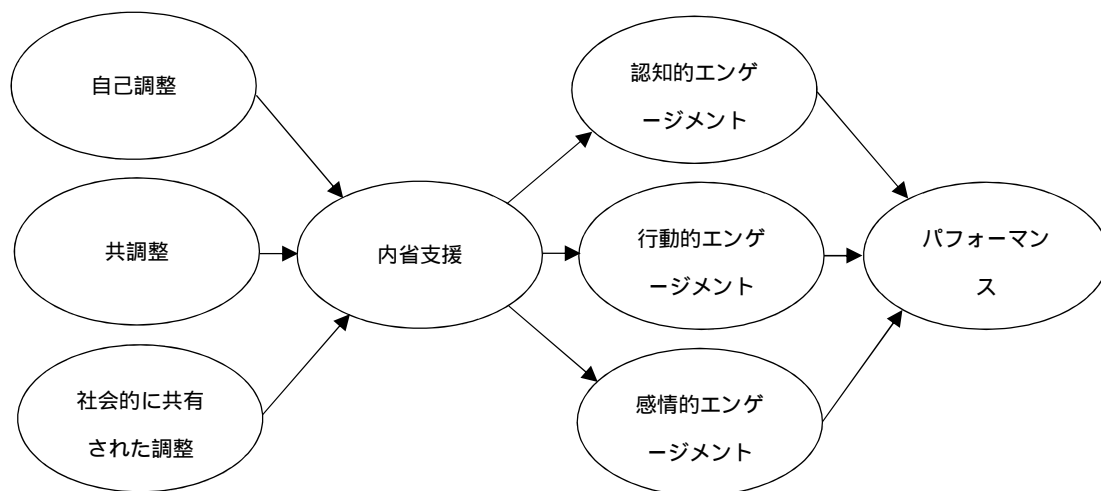 自己調整
共調整
社会的に共有
された調整
内省支援
認知的エンゲ
ージメント
行動的エンゲ
ージメント
感情的エンゲ
ージメント
パフォーマン
ス